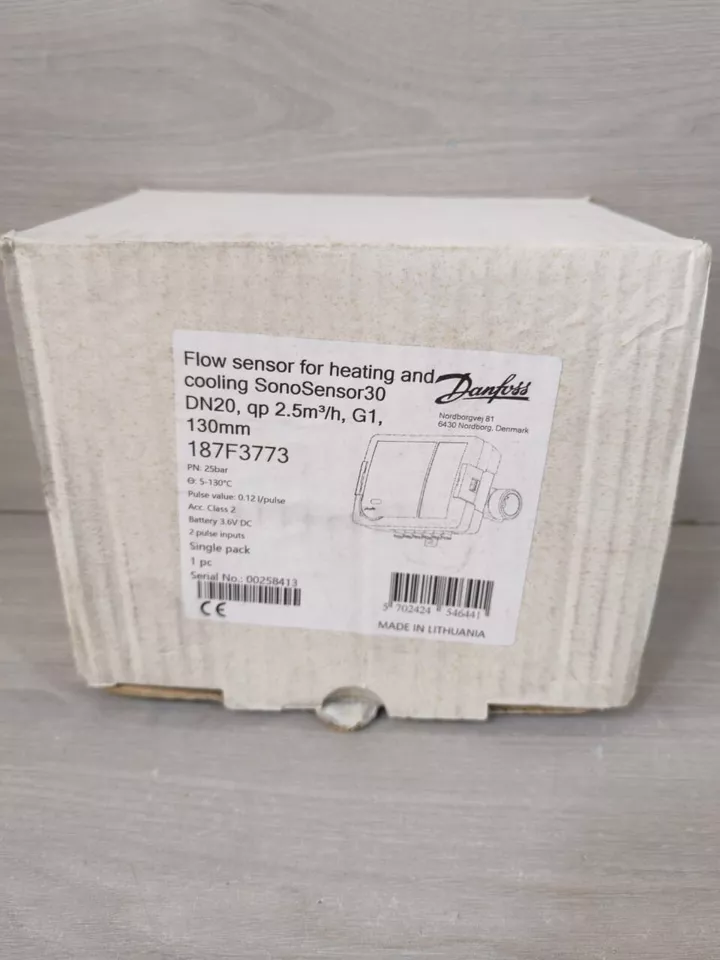 Flow sensor for heating and
cooling SonoSensor30
DN20, qp 2.5m³/h, G1,
130mm
187F3773
PN: 25bar
Θ: 5-130°C
Pulse value: 0.12 l/pulse
Acc. Class 2
Battery 3.6V DC
2 pulse inputs
Single pack
1 pc
Serial No.: 00258413
CE
Danfoss
Nordborgvej 81
6430 Nordborg, Denmark
5 702424 546441
MADE IN LITHUANIA